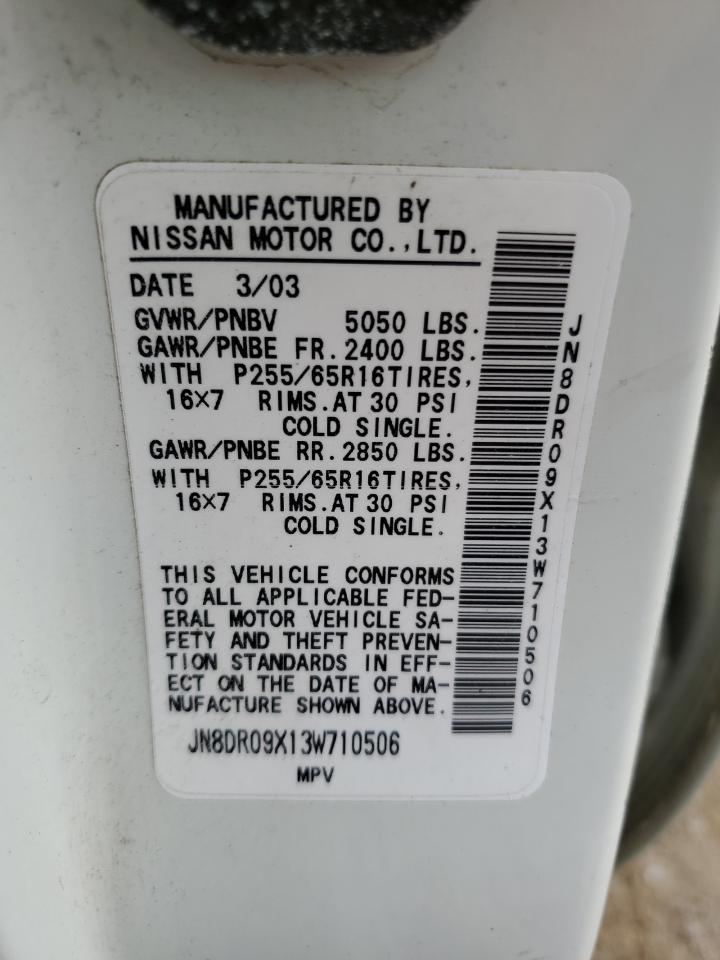 MANUFACTURED BY
NISSAN MOTOR CO.,LTD.
DATE 3/03
GVWR/PNBV 5050 LBS.
GAWR/PNBE FR.2400 LBS.
WITH P255/65R16TIRES,
16×7 RIMS.AT 30 PSI
COLD SINGLE.
GAWR/PNBE RR.2850 LBS.
WITH P255/65R16TIRES,
16×7 RIMS.AT 30 PSI
COLD SINGLE.
THIS VEHICLE CONFORMS
TO ALL APPLICABLE FED-
ERAL MOTOR VEHICLE SA-
FETY AND THEFT PREVEN-
TION STANDARDS IN EFF-
ECT ON THE DATE OF MA-
NUFACTURE SHOWN ABOVE.
JN8DR09X13W710506
MPV
JN8DR09X13W710506